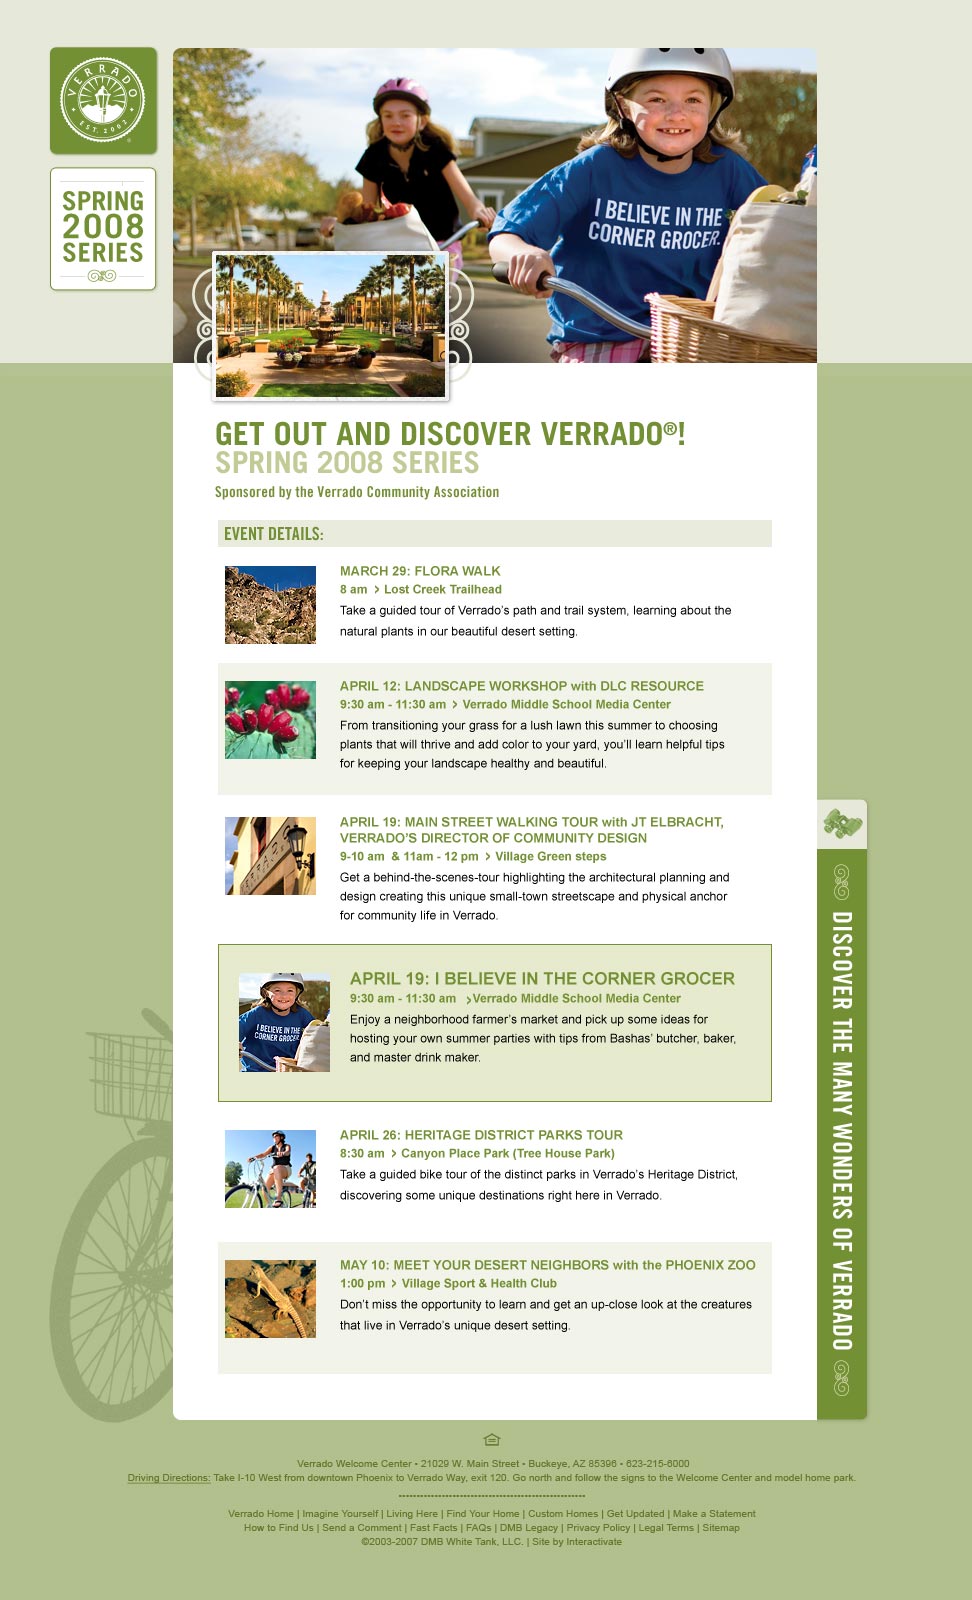 VERRADO
EST. 2002
SPRING
2008
SERIES
I BELIEVE IN THE
CORNER GROCER.
GET OUT AND DISCOVER VERRADO®!
SPRING 2008 SERIES
Sponsored by the Verrado Community Association
EVENT DETAILS:
MARCH 29: FLORA WALK
8 am › Lost Creek Trailhead
Take a guided tour of Verrado's path and trail system, learning about the
natural plants in our beautiful desert setting.
APRIL 12: LANDSCAPE WORKSHOP with DLC RESOURCE
9:30 am - 11:30 am › Verrado Middle School Media Center
From transitioning your grass for a lush lawn this summer to choosing
plants that will thrive and add color to your yard, you'll learn helpful tips
for keeping your landscape healthy and beautiful.
APRIL 19: MAIN STREET WALKING TOUR with JT ELBRACHT,
VERRADO'S DIRECTOR OF COMMUNITY DESIGN
9-10 am & 11am - 12 pm › Village Green steps
Get a behind-the-scenes-tour highlighting the architectural planning and
design creating this unique small-town streetscape and physical anchor
for community life in Verrado.
APRIL 19: I BELIEVE IN THE CORNER GROCER
9:30 am - 11:30 am ›Verrado Middle School Media Center
Enjoy a neighborhood farmer's market and pick up some ideas for
hosting your own summer parties with tips from Bashas' butcher, baker,
and master drink maker.
I BELIEVE IN THE
CORNER GROCER
APRIL 26: HERITAGE DISTRICT PARKS TOUR
8:30 am › Canyon Place Park (Tree House Park)
Take a guided bike tour of the distinct parks in Verrado's Heritage District,
discovering some unique destinations right here in Verrado.
MAY 10: MEET YOUR DESERT NEIGHBORS with the PHOENIX ZOO
1:00 pm › Village Sport & Health Club
Don't miss the opportunity to learn and get an up-close look at the creatures
that live in Verrado's unique desert setting.
DISCOVER THE MANY WONDERS OF VERRADO
Verrado Welcome Center • 21029 W. Main Street • Buckeye, AZ 85396 • 623-215-6000
Driving Directions: Take I-10 West from downtown Phoenix to Verrado Way, exit 120. Go north and follow the signs to the Welcome Center and model home park.
Verrado Home | Imagine Yourself | Living Here | Find Your Home | Custom Homes | Get Updated | Make a Statement
How to Find Us | Send a Comment | Fast Facts | FAQs | DMB Legacy | Privacy Policy | Legal Terms | Sitemap
©2003-2007 DMB White Tank, LLC. | Site by Interactivate